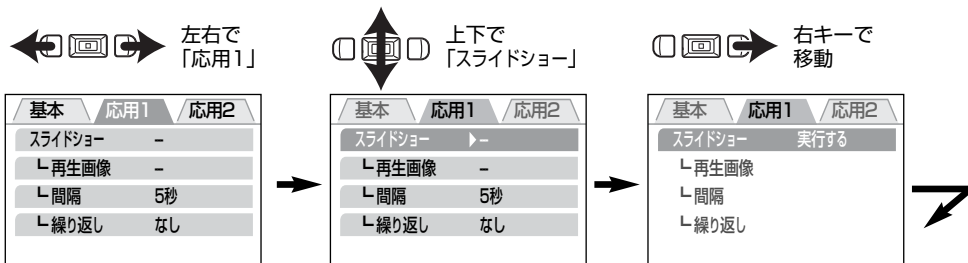 左右で
「応用1」
基本 応用1 応用2
スライドショー –
┗再生画像 –
┗間隔 5秒
┗繰り返し なし
上下で
「スライドショー」
基本 応用1 応用2
スライドショー ▶–
┗再生画像 –
┗間隔 5秒
┗繰り返し なし
右キーで
移動
基本 応用1 応用2
スライドショー 実行する
┗再生画像
┗間隔
┗繰り返し